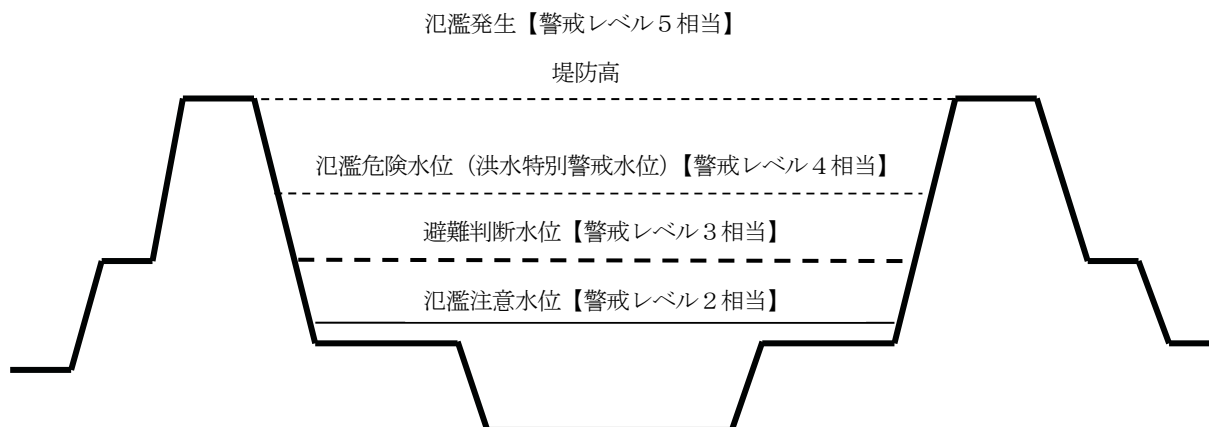 氾濫発生【警戒レベル５相当】
堤防高
氾濫危険水位（洪水特別警戒水位）【警戒レベル４相当】
避難判断水位【警戒レベル３相当】
氾濫注意水位【警戒レベル２相当】